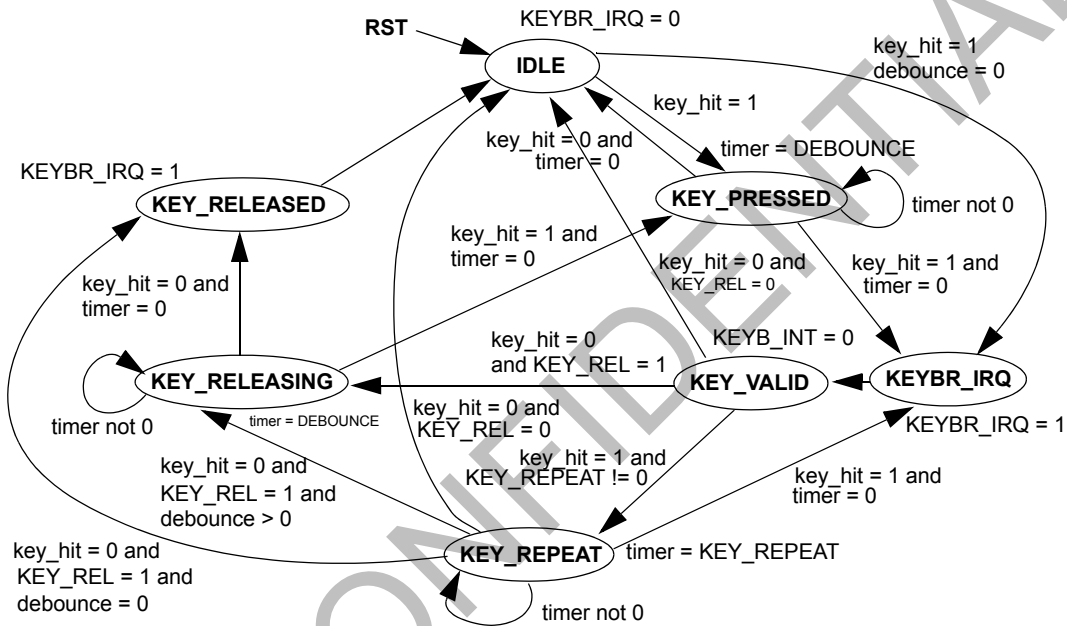 KEYBR_IRQ = 0
RST
IDLE
key_hit = 1
debounce = 0
key_hit = 1
key_hit = 0 and
timer = 0
timer = DEBOUNCE
KEYBR_IRQ = 1
KEY_RELEASED
KEY_PRESSED
timer not 0
key_hit = 1 and
timer = 0
key_hit = 0 and
KEY_REL = 0
key_hit = 1 and
timer = 0
key_hit = 0 and
timer = 0
KEYB_INT = 0
key_hit = 0
and KEY_REL = 1
KEY_RELEASING
KEY_VALID
KEYBR_IRQ
timer not 0
timer = DEBOUNCE
key_hit = 0 and
KEY_REL = 0
KEYBR_IRQ = 1
key_hit = 0 and
KEY_REL = 1 and
debounce > 0
key_hit = 1 and
KEY_REPEAT != 0
key_hit = 1 and
timer = 0
key_hit = 0 and
KEY_REL = 1 and
debounce = 0
KEY_REPEAT
timer = KEY_REPEAT
timer not 0
ONFIDENTIA